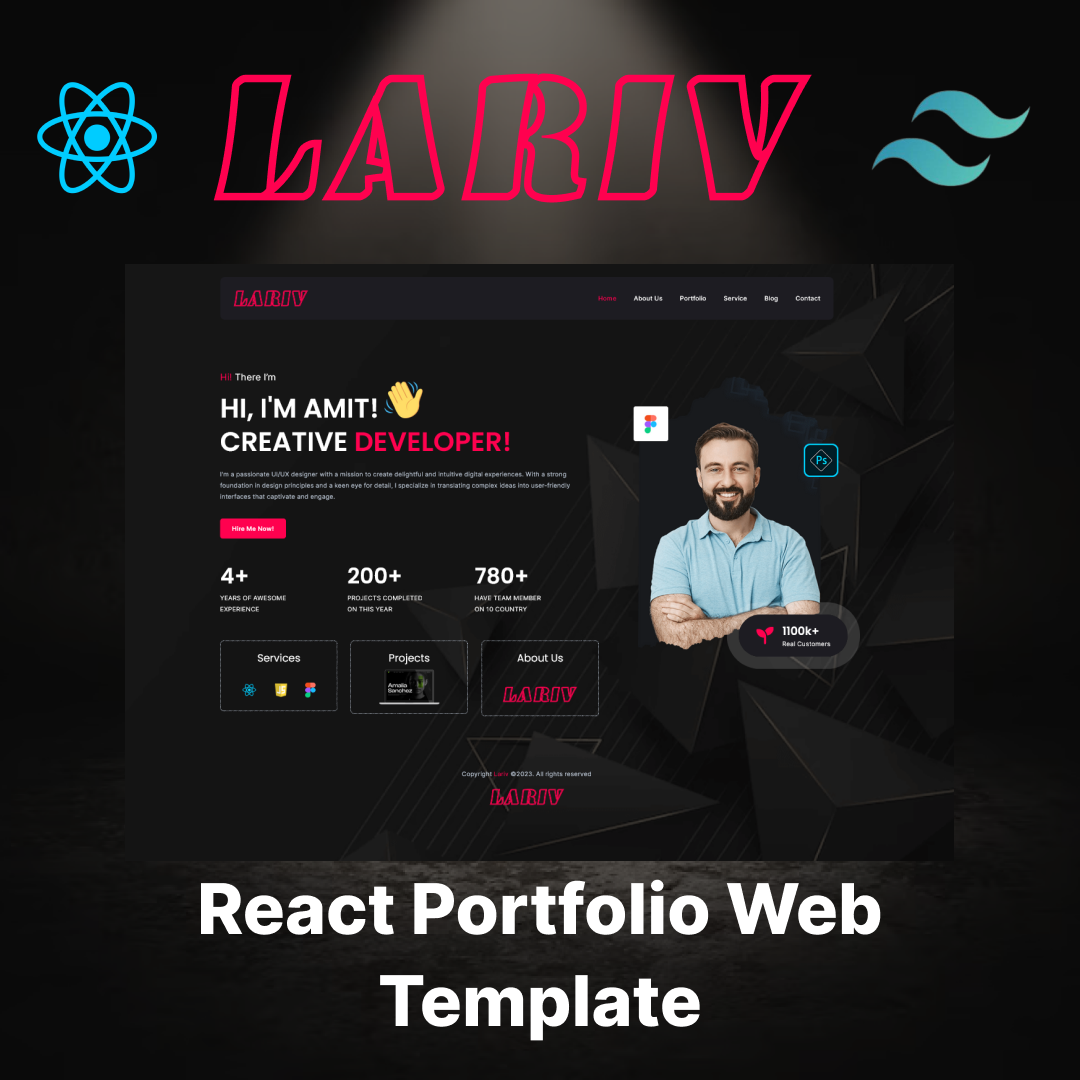 LARIV
LARIV
Home About Us Portfolio Service Blog Contact
Hi! There I'm
HI, I'M AMIT!
CREATIVE DEVELOPER!
I'm a passionate UI/UX designer with a mission to create delightful and intuitive digital experiences. With a strong
foundation in design principles and a keen eye for detail, I specialize in translating complex ideas into user-friendly
interfaces that captivate and engage.
Hire Me Now!
Ps
4+ 200+ 780+
YEARS OF AWESOME PROJECTS COMPLETED HAVE TEAM MEMBER
EXPERIENCE ON THIS YEAR ON 10 COUNTRY
1100k+
Real Customers
Services Projects About Us
JS
Amalia
Sanchez
LARIV
Copyright Lariv ©2023. All rights reserved
LARIV
React Portfolio Web
Template